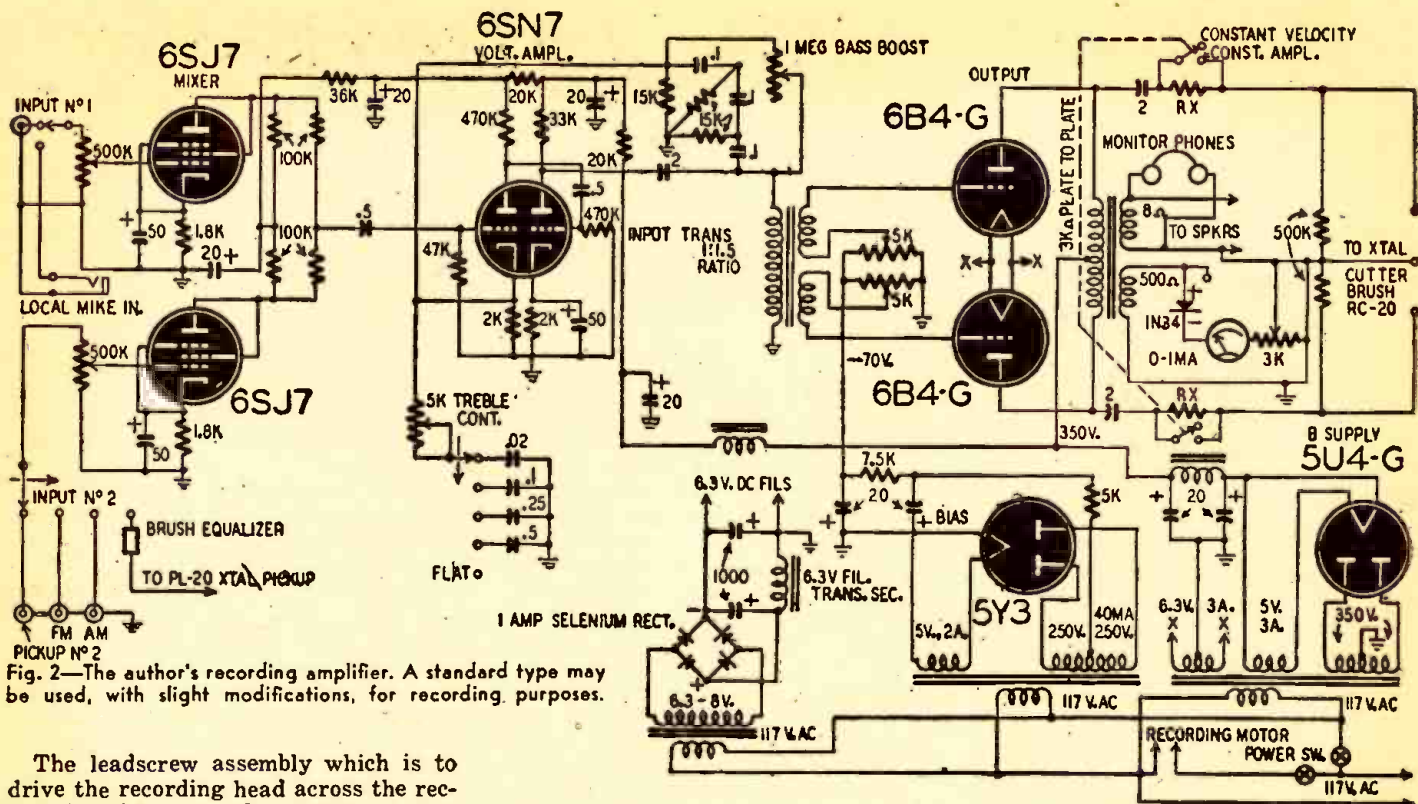 6SJ7
MIXER
INPUT Nº1
500K
50
1.8K
20
LOCAL MIKE IN.
100K
100K
500K
6SJ7
50
1.8K
INPUT Nº 2
BRUSH EQUALIZER
TO PL-20 XTAL PICKUP
FM AM
PICKUP Nº2
36K
20
6SN7
VOLT. AMPL.
470K
20K
33K
20
20K
.5
47K
2K
2K
50
.5
470K
2
15K
.1
15K
.1
.1
1 MEG BASS BOOST
INPOT TRANS
1:1.5
RATIO
5K TREBLE
CONT.
.02
.1
.25
.5
FLAT
20
OUTPUT
6B4-G
5K
5K
X
X
-70V.
6B4-G
3KΩ PLATE TO PLATE
CONSTANT VELOCITY
CONST. AMPL.
2
RX
MONITOR PHONES
8Ω
TO SPKRS
500K
500Ω
IN34
0-1MA
3K
TO XTAL
CUTTER
BRUSH
RC-20
2
RX
350V.
B SUPPLY
5U4-G
7.5K
20
+ BIAS
5K
6.3V. DC FILS
1000
6.3V FIL.
TRANS. SEC.
1 AMP SELENIUM RECT.
6.3-8V.
117 V. AC
5Y3
5V., 2A.
250V.
40MA
250V.
117 V. AC
20
6.3V. 3A.
X X
5V.
3A.
350V.
117 V. AC
RECORDING MOTOR
POWER SW.
117 V. AC
Fig. 2—The author's recording amplifier. A standard type may
be used, with slight modifications, for recording purposes.
The leadscrew assembly which is to
drive the recording head across the rec-